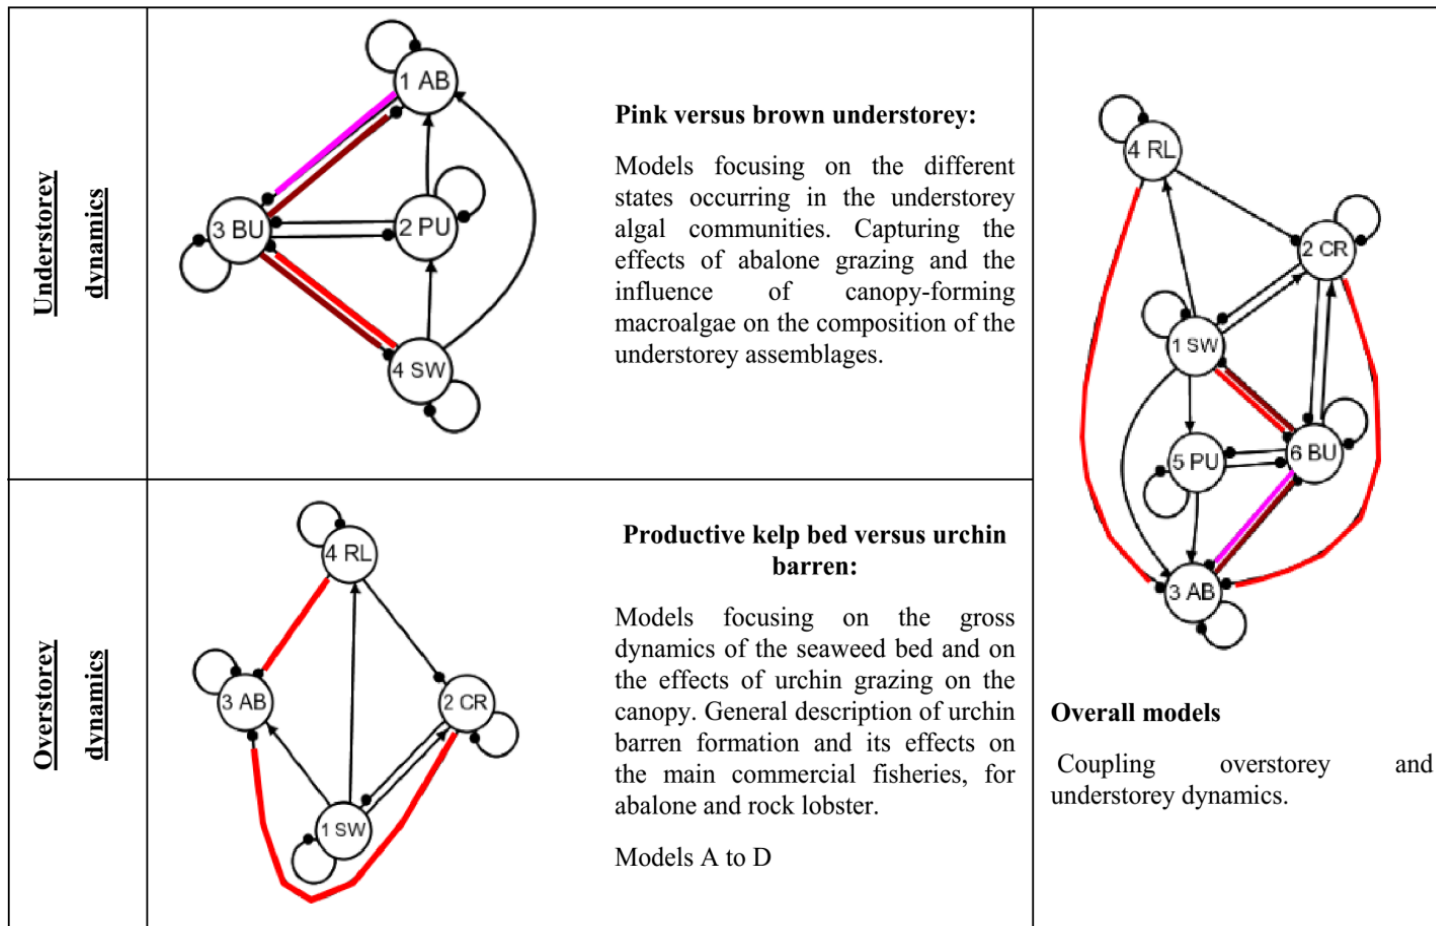 Understorey
dynamics
1 AB
3 BU
2 PU
4 SW
Pink versus brown understorey:
Models focusing on the different
states occurring in the understorey
algal communities. Capturing the
effects of abalone grazing and the
influence of canopy-forming
macroalgae on the composition of the
understorey assemblages.
Overstorey
dynamics
4 RL
3 AB
2 CR
1 SW
Productive kelp bed versus urchin
barren:
Models focusing on the gross
dynamics of the seaweed bed and on
the effects of urchin grazing on the
canopy. General description of urchin
barren formation and its effects on
the main commercial fisheries, for
abalone and rock lobster.
Models A to D
4 RL
2 CR
1 SW
5 PU
6 BU
3 AB
Overall models
Coupling overstorey and
understorey dynamics.